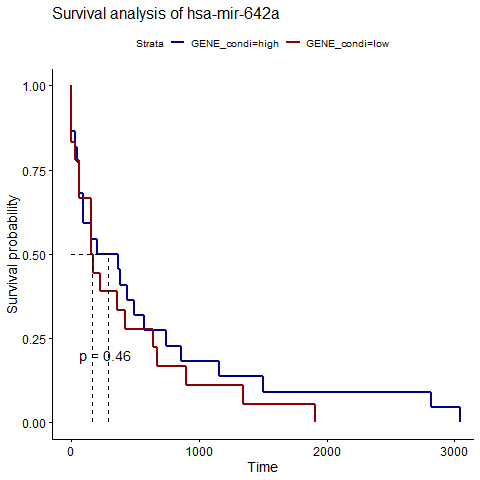 Survival analysis of hsa-mir-642a
Strata GENE_condi=high GENE_condi=low
1.00
0.75
0.50
0.25
0.00
Survival probability
p = 0.46
0 1000 2000 3000
Time